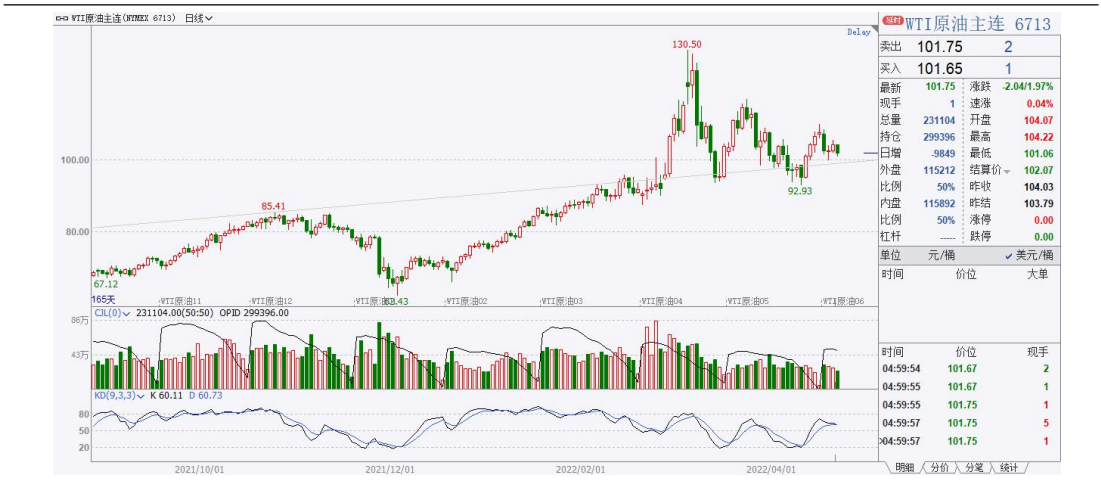 WTI原油主连(NYMEX 6713) 日线
Delay
130.50
100.00
85.41
92.93
80.00
67.12
165天
WTI原油11
WTI原油12
62.43
WTI原油02
WTI原油03
WTI原油04
WTI原油05
WTI原油06
CJL(0) 231104.00(50:50) OPID 299396.00
86万
43万
KD(9,3,3) K 60.11 D 60.73
80
50
20
2021/10/01 2021/12/01 2022/02/01 2022/04/01
延时 WTI原油主连 6713
卖出 101.75 2
买入 101.65 1
最新 101.75 涨跌 -2.04/1.97%
现手 1 速涨 0.04%
总量 231104 开盘 104.07
持仓 299396 最高 104.22
日增 -9849 最低 101.06
外盘 115212 结算价 102.07
比例 50% 昨收 104.03
内盘 115892 昨结 103.79
比例 50% 涨停 0.00
杠杆 ----- 跌停 0.00
单位 元/桶 ✓美元/桶
时间 价位 大单
时间 价位 现手
04:59:54 101.67 2
04:59:55 101.67 1
04:59:55 101.75 1
04:59:57 101.75 5
04:59:57 101.75 1
明细 分价 分笔 统计